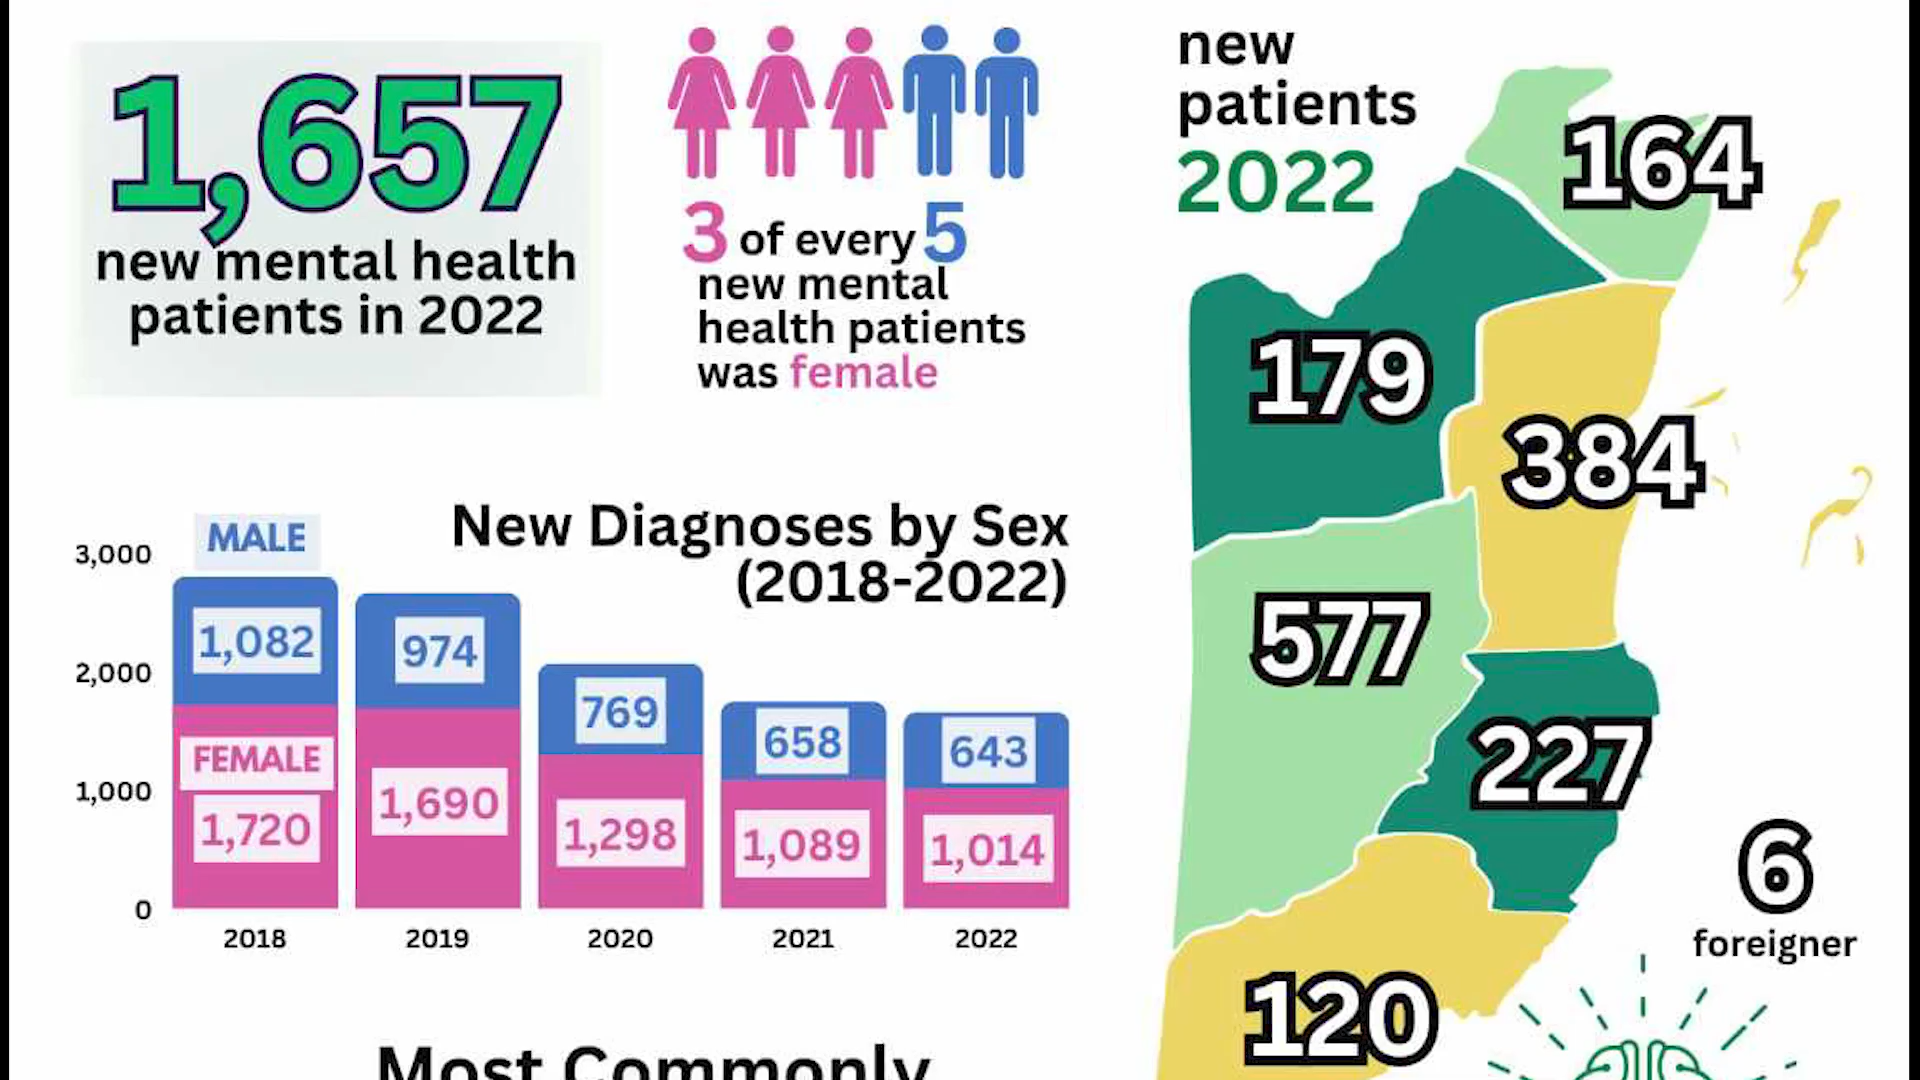 1,657
new mental health
patients in 2022
3 of every 5
new mental
health patients
was female
new
patients
2022
164
179
384
577
227
6
foreigner
120
New Diagnoses by Sex
(2018-2022)
MALE
3,000
2,000
1,000
0
1,082
974
769
658
643
FEMALE
1,720
1,690
1,298
1,089
1,014
2018
2019
2020
2021
2022
Most Commonly